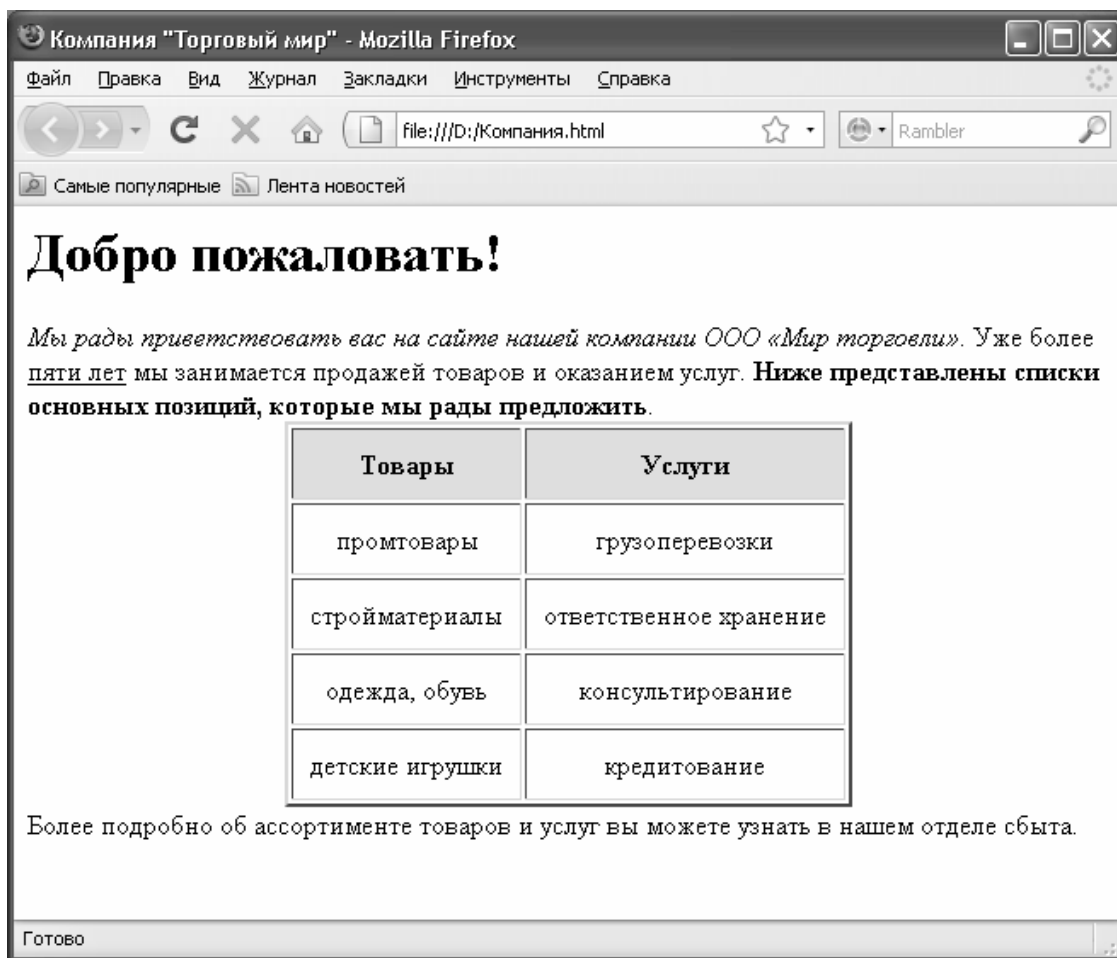 Компания "Торговый мир" - Mozilla Firefox
Файл Правка Вид Журнал Закладки Инструменты Справка
file:///D:/Компания.html Rambler
Самые популярные Лента новостей
Добро пожаловать!
Мы рады приветствовать вас на сайте нашей компании ООО «Мир торговли». Уже более
пяти лет мы занимается продажей товаров и оказанием услуг. Ниже представлены списки
основных позиций, которые мы рады предложить.
Товары Услуги
промтовары грузоперевозки
стройматериалы ответственное хранение
одежда, обувь консультирование
детские игрушки кредитование
Более подробно об ассортименте товаров и услуг вы можете узнать в нашем отделе сбыта.
Готово